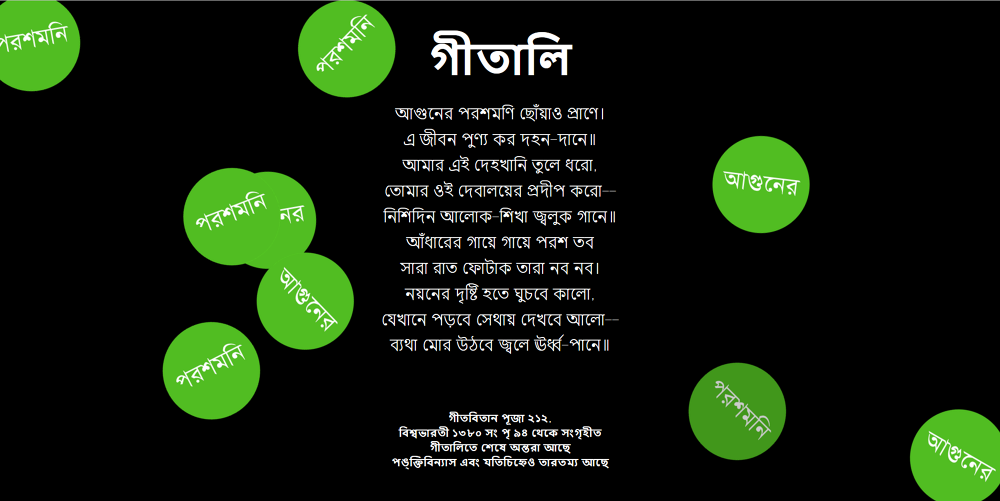 গীতালি
আগুনের পরশমণি ছোঁয়াও প্রাণে।
এ জীবন পুণ্য কর দহন-দানে॥
আমার এই দেহখানি তুলে ধরো,
তোমার ওই দেবালয়ের প্রদীপ করো--
নিশিদিন আলোক-শিখা জ্বলুক গানে॥
আঁধারের গায়ে গায়ে পরশ তব
সারা রাত ফোটাক তারা নব নব।
নয়নের দৃষ্টি হতে ঘুচবে কালো,
যেখানে পড়বে সেথায় দেখবে আলো--
ব্যথা মোর উঠবে জ্বলে ঊর্ধ্ব-পানে॥
গীতবিতান পূজা ২১২,
বিশ্বভারতী ১৩৮০ সং পৃ ৯৪ থেকে সংগৃহীত
গীতালিতে শেষে অন্তরা আছে
পঙ্‌ক্তিবিন্যাস এবং যতিচিহ্নেও তারতম্য আছে
পরশমনি
পরশমনি
আগুনের
পরশমনি
নর
আগুনের
পরশমনি
পরশমনি
আগুনের